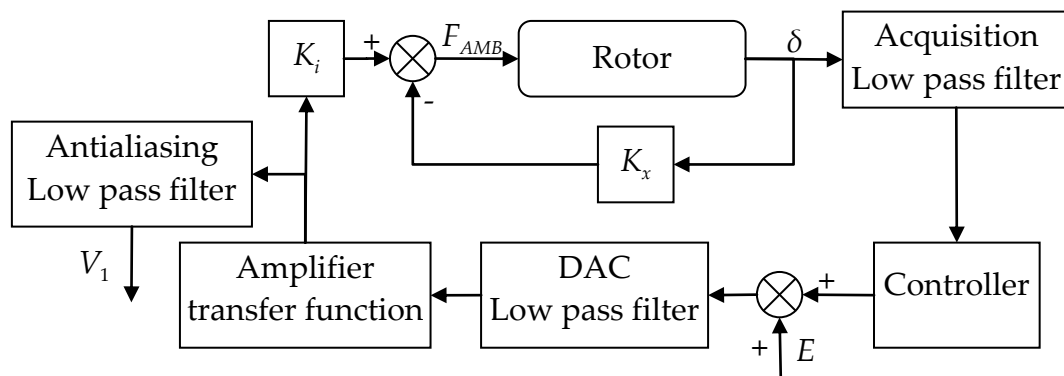 K_i
+
F_AMB
Rotor
δ
Acquisition
Low pass filter
-
K_x
Antialiasing
Low pass filter
V_1
Amplifier
transfer function
DAC
Low pass filter
+
+
E
Controller